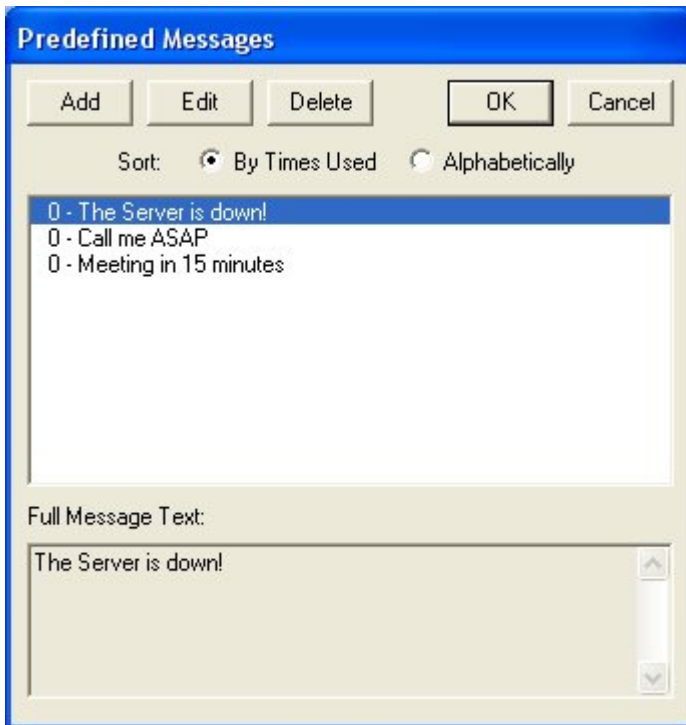 Predefined Messages
Add Edit Delete OK Cancel
Sort: By Times Used Alphabetically
0 - The Server is down!
0 - Call me ASAP
0 - Meeting in 15 minutes
Full Message Text:
The Server is down!